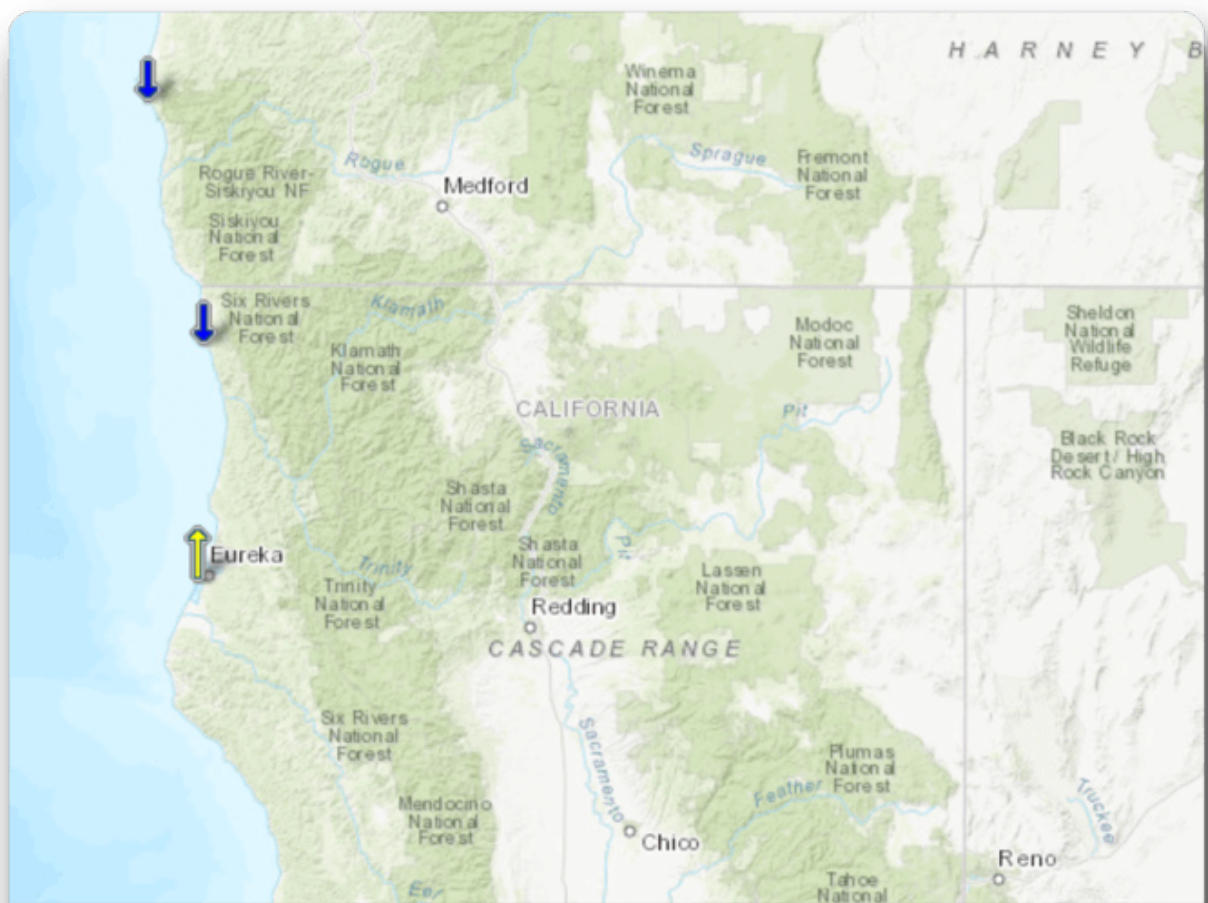 HARNEY B
Winema
National
Forest
Rogue
Sprague
Fremont
National
Forest
Rogue River-
Siskiyou NF
Medford
Siskiyou
National
Forest
Six Rivers
National
Forest
Klamath
Klamath
National
Forest
Modoc
National
Forest
Sheldon
National
Wildlife
Refuge
CALIFORNIA
Pit
Black Rock
Desert / High
Rock Canyon
Sacramento
Shasta
National
Forest
Pit
Eureka
Shasta
National
Forest
Trinity
Trinity
National
Forest
Lassen
National
Forest
Redding
CASCADE RANGE
Six Rivers
National
Forest
Sacramento
Plumas
National
Forest
Feather
Truckee
Mendocino
National
Forest
Chico
Reno
Eel
Tahoe
National